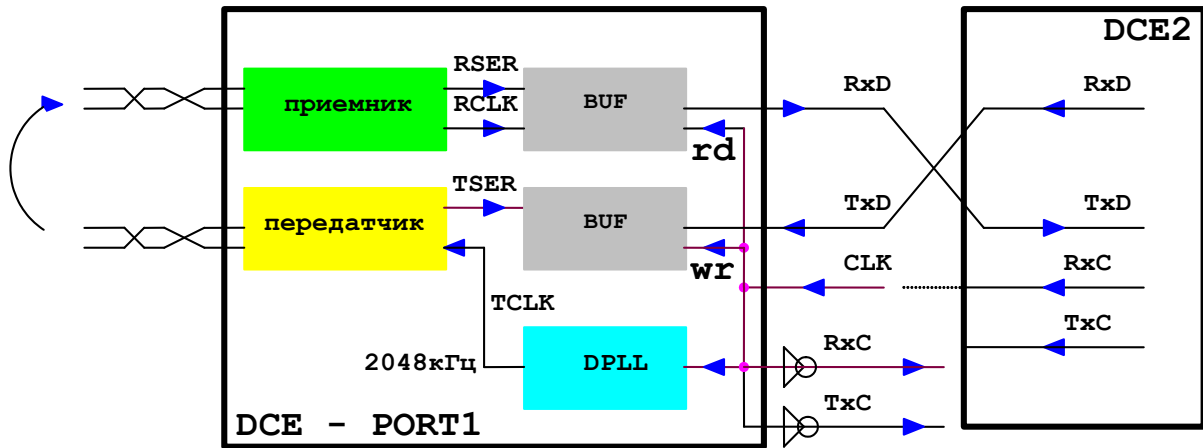 DCE2
RSER
приемник
RCLK
BUF
rd
RxD
RxD
TSER
передатчик
BUF
wr
TxD
TxD
CLK
RxC
TCLK
TxC
2048кГц
DPLL
RxC
TxC
DCE - PORT1